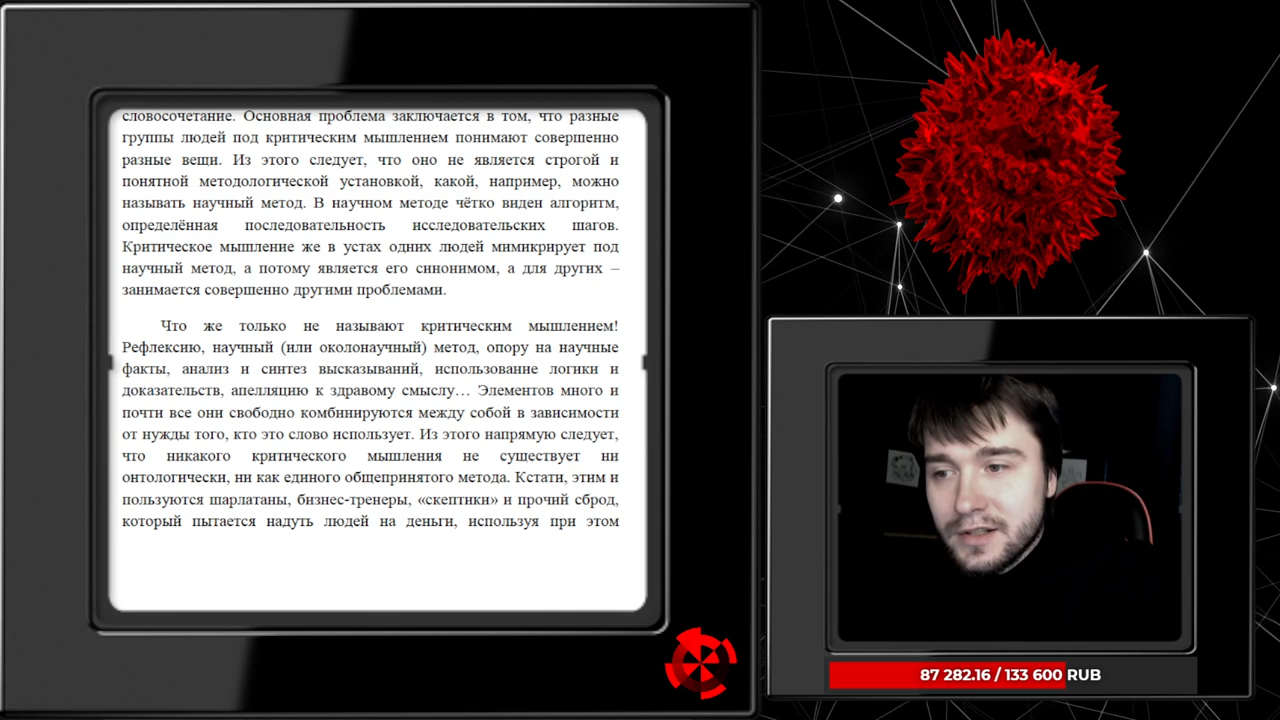 словосочетание. Основная проблема заключается в том, что разные
группы людей под критическим мышлением понимают совершенно
разные вещи. Из этого следует, что оно не является строгой и
понятной методологической установкой, какой, например, можно
называть научный метод. В научном методе чётко виден алгоритм,
определённая последовательность исследовательских шагов.
Критическое мышление же в устах одних людей мимикрирует под
научный метод, а потому является его синонимом, а для других –
занимается совершенно другими проблемами.
Что же только не называют критическим мышлением!
Рефлексию, научный (или околонаучный) метод, опору на научные
факты, анализ и синтез высказываний, использование логики и
доказательств, апелляцию к здравому смыслу… Элементов много и
почти все они свободно комбинируются между собой в зависимости
от нужды того, кто это слово использует. Из этого напрямую следует,
что никакого критического мышления не существует ни
онтологически, ни как единого общепринятого метода. Кстати, этим и
пользуются шарлатаны, бизнес-тренеры, «скептики» и прочий сброд,
который пытается надуть людей на деньги, используя при этом
87 282.16 / 133 600 RUB